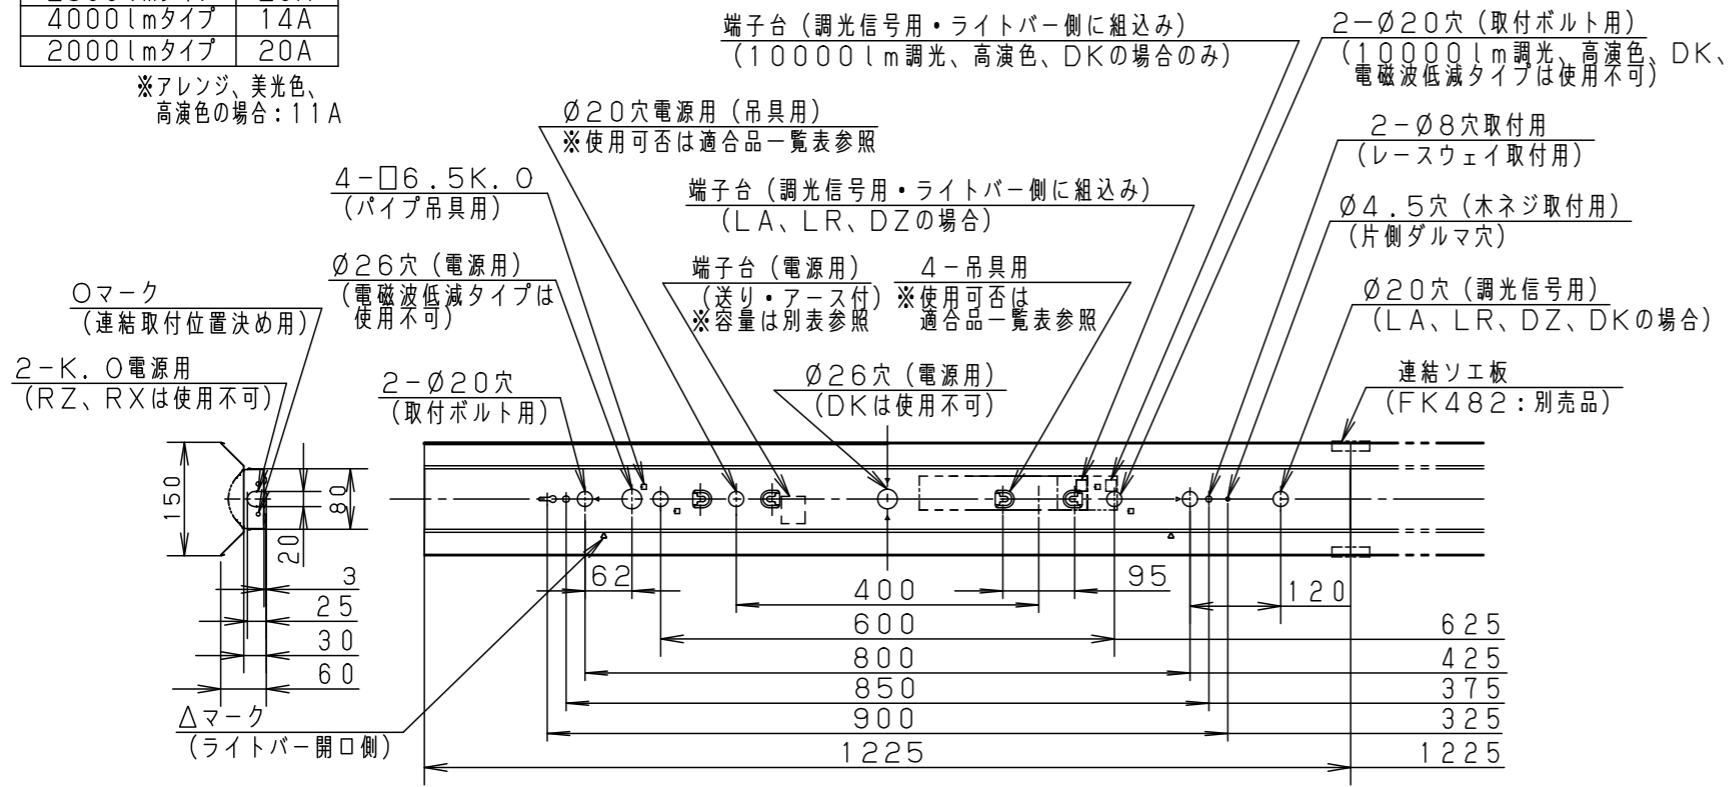 4000lmタイプ 14A
2000lmタイプ 20A
※アレンジ、美光色、
高演色の場合：11A
端子台（調光信号用・ライトバー側に組込み）
（10000lm調光、高演色、DKの場合のみ）
2-Ø20穴（取付ボルト用）
（10000lm調光、高演色、DK、
電磁波低減タイプは使用不可）
Ø20穴電源用（吊具用）
※使用可否は適合品一覧表参照
2-Ø8穴取付用
（レースウェイ取付用）
4-□6.5K.O
（パイプ吊具用）
端子台（調光信号用・ライトバー側に組込み）
（LA、LR、DZの場合）
Ø4.5穴（木ネジ取付用）
（片側ダルマ穴）
Ø26穴（電源用）
（電磁波低減タイプは
使用不可）
端子台（電源用）
（送り・アース付）
※容量は別表参照
4-吊具用
※使用可否は
適合品一覧表参照
Ø20穴（調光信号用）
（LA、LR、DZ、DKの場合）
Oマーク
（連結取付位置決め用）
2-K.O電源用
（RZ、RXは使用不可）
2-Ø20穴
（取付ボルト用）
Ø26穴（電源用）
（DKは使用不可）
連結ソエ板
（FK482：別売品）
150
80
20
3
25
30
60
62
400
95
120
600
625
800
425
850
375
900
325
1225
1225
△マーク
（ライトバー開口側）